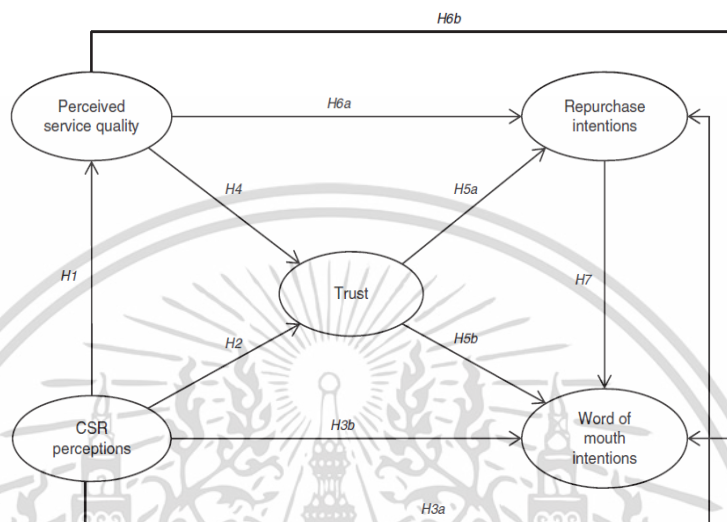 H6b
Perceived
service quality
H6a
Repurchase
intentions
H4
H5a
H1
Trust
H7
H2
H5b
CSR
perceptions
H3b
Word of
mouth
intentions
H3a